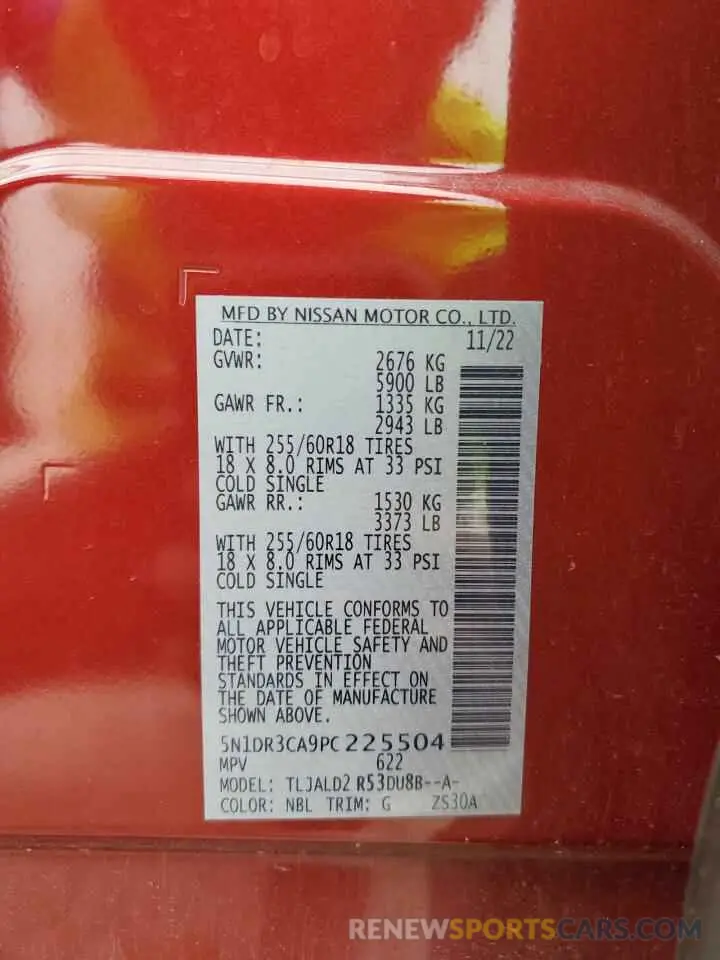 MFD BY NISSAN MOTOR CO., LTD.
DATE: 11/22
GVWR: 2676 KG
5900 LB
GAWR FR.: 1335 KG
2943 LB
WITH 255/60R18 TIRES
18 X 8.0 RIMS AT 33 PSI
COLD SINGLE
GAWR RR.: 1530 KG
3373 LB
WITH 255/60R18 TIRES
18 X 8.0 RIMS AT 33 PSI
COLD SINGLE
THIS VEHICLE CONFORMS TO
ALL APPLICABLE FEDERAL
MOTOR VEHICLE SAFETY AND
THEFT PREVENTION
STANDARDS IN EFFECT ON
THE DATE OF MANUFACTURE
SHOWN ABOVE.
5N1DR3CA9PC225504
MPV 622
MODEL: TLJALD2 R53DU8B--A-
COLOR: NBL TRIM: G ZS30A
RENEWSPORTSCARS.COM